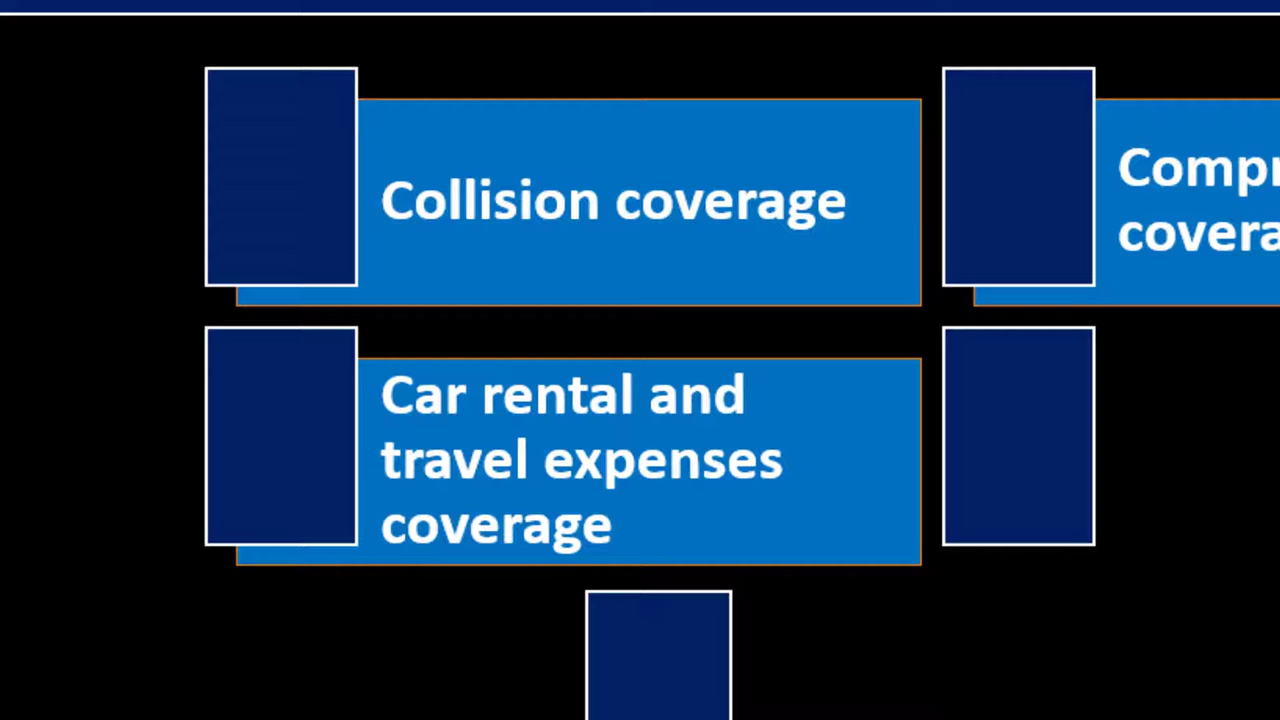 Collision coverage
Car rental and
travel expenses
coverage